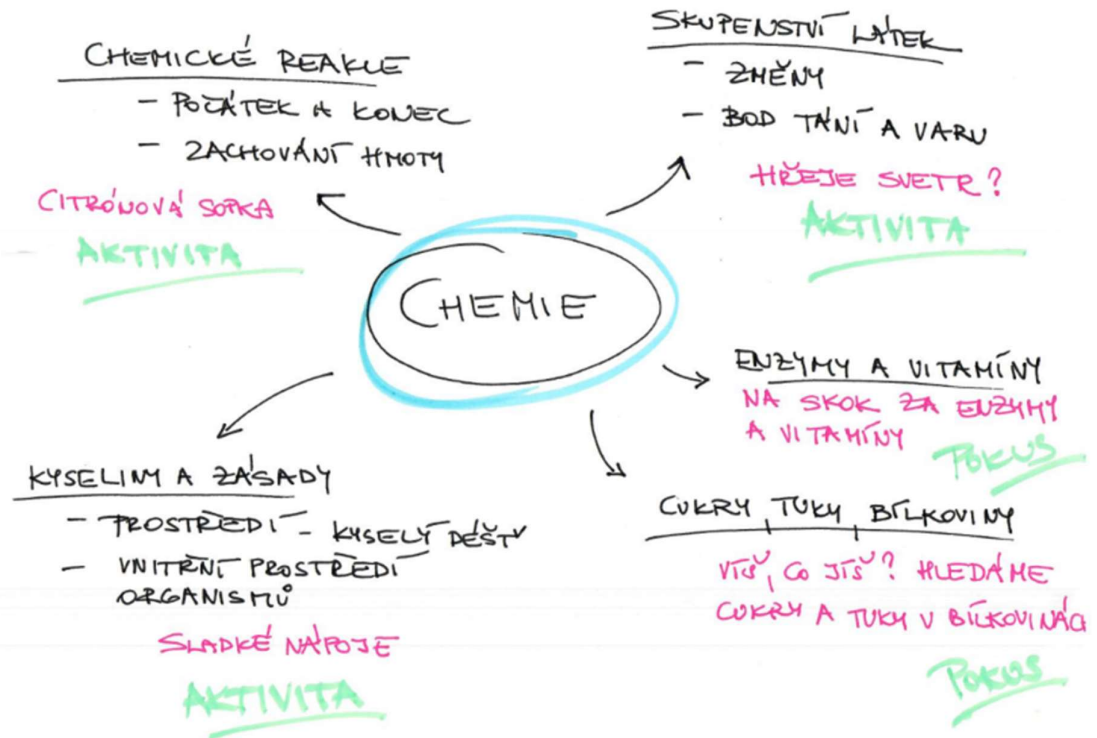 CHEMICKÉ REAKCE
- POČÁTEK A KONEC
- ZACHOVÁNÍ HMOTY
CITRÓNOVÁ SOPKA
AKTIVITA
SKUPENSTVÍ LÁTEK
- ZMĚNY
- BOD TÁNÍ A VARU
HŘEJE SVETR?
AKTIVITA
CHEMIE
ENZYMY A VITAMÍNY
NA SKOK ZA ENZYMY
A VITAMÍNY
POKUS
KYSELINY A ZÁSADY
- PROSTŘEDÍ - KYSELÝ DÉŠŤ
- VNITŘNÍ PROSTŘEDÍ
ORGANISMŮ
SLADKÉ NÁPOJE
AKTIVITA
CUKRY, TUKY, BÍLKOVINY
VÍŠ, CO JÍŠ? HLEDÁME
CUKRY A TUKY V BÍLKOVINÁCH
POKUS